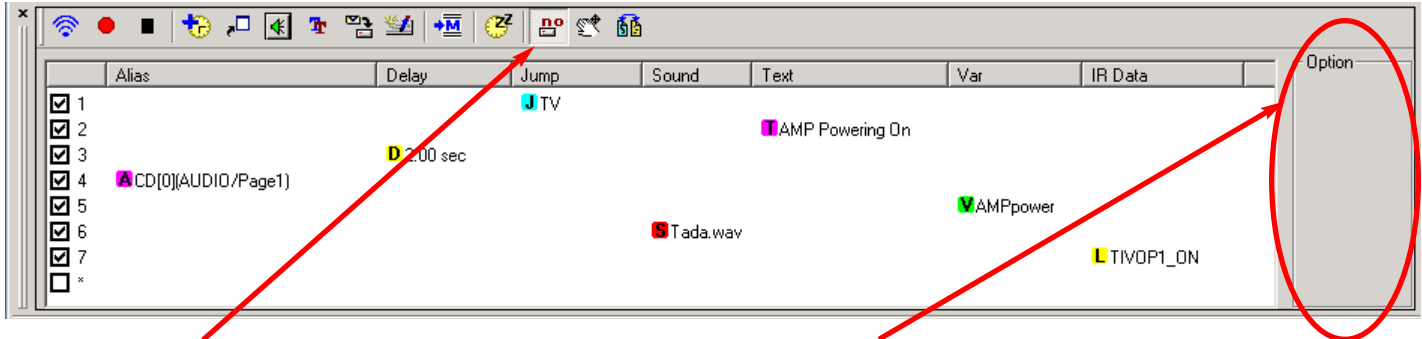 no
Alias Delay Jump Sound Text Var IR Data Option
1 J TV
2 T AMP Powering On
3 D 2.00 sec
4 A CD[0](AUDIO/Page1)
5 V AMPpower
6 S Tada.wav
7 L TIVOP1_ON
*